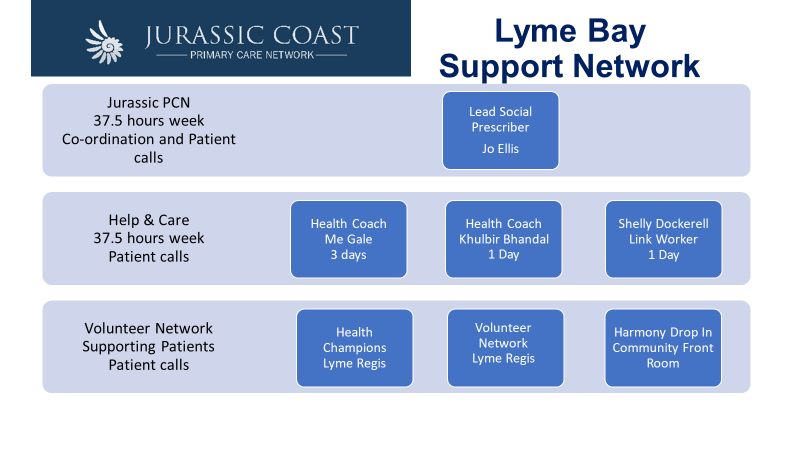 JURASSIC COAST
PRIMARY CARE NETWORK
Lyme Bay
Support Network
Jurassic PCN
37.5 hours week
Co-ordination and Patient
calls
Lead Social
Prescriber
Jo Ellis
Help & Care
37.5 hours week
Patient calls
Health Coach
Me Gale
3 days
Health Coach
Khulbir Bhandal
1 Day
Shelly Dockerell
Link Worker
1 Day
Volunteer Network
Supporting Patients
Patient calls
Health
Champions
Lyme Regis
Volunteer
Network
Lyme Regis
Harmony Drop In
Community Front
Room